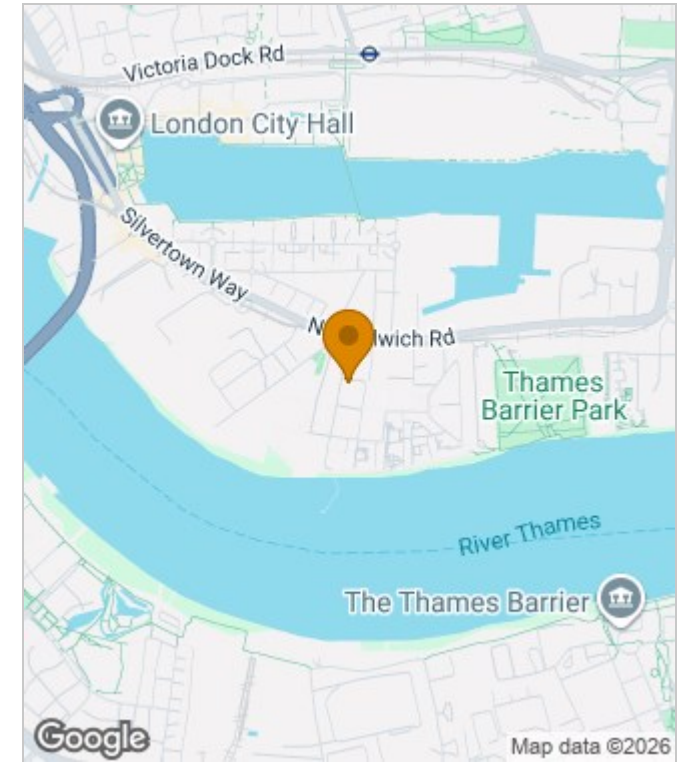 Victoria Dock Rd
London City Hall
Silvertown Way
N
lwich Rd
Thames
Barrier Park
River Thames
The Thames Barrier
Google
Map data ©2026